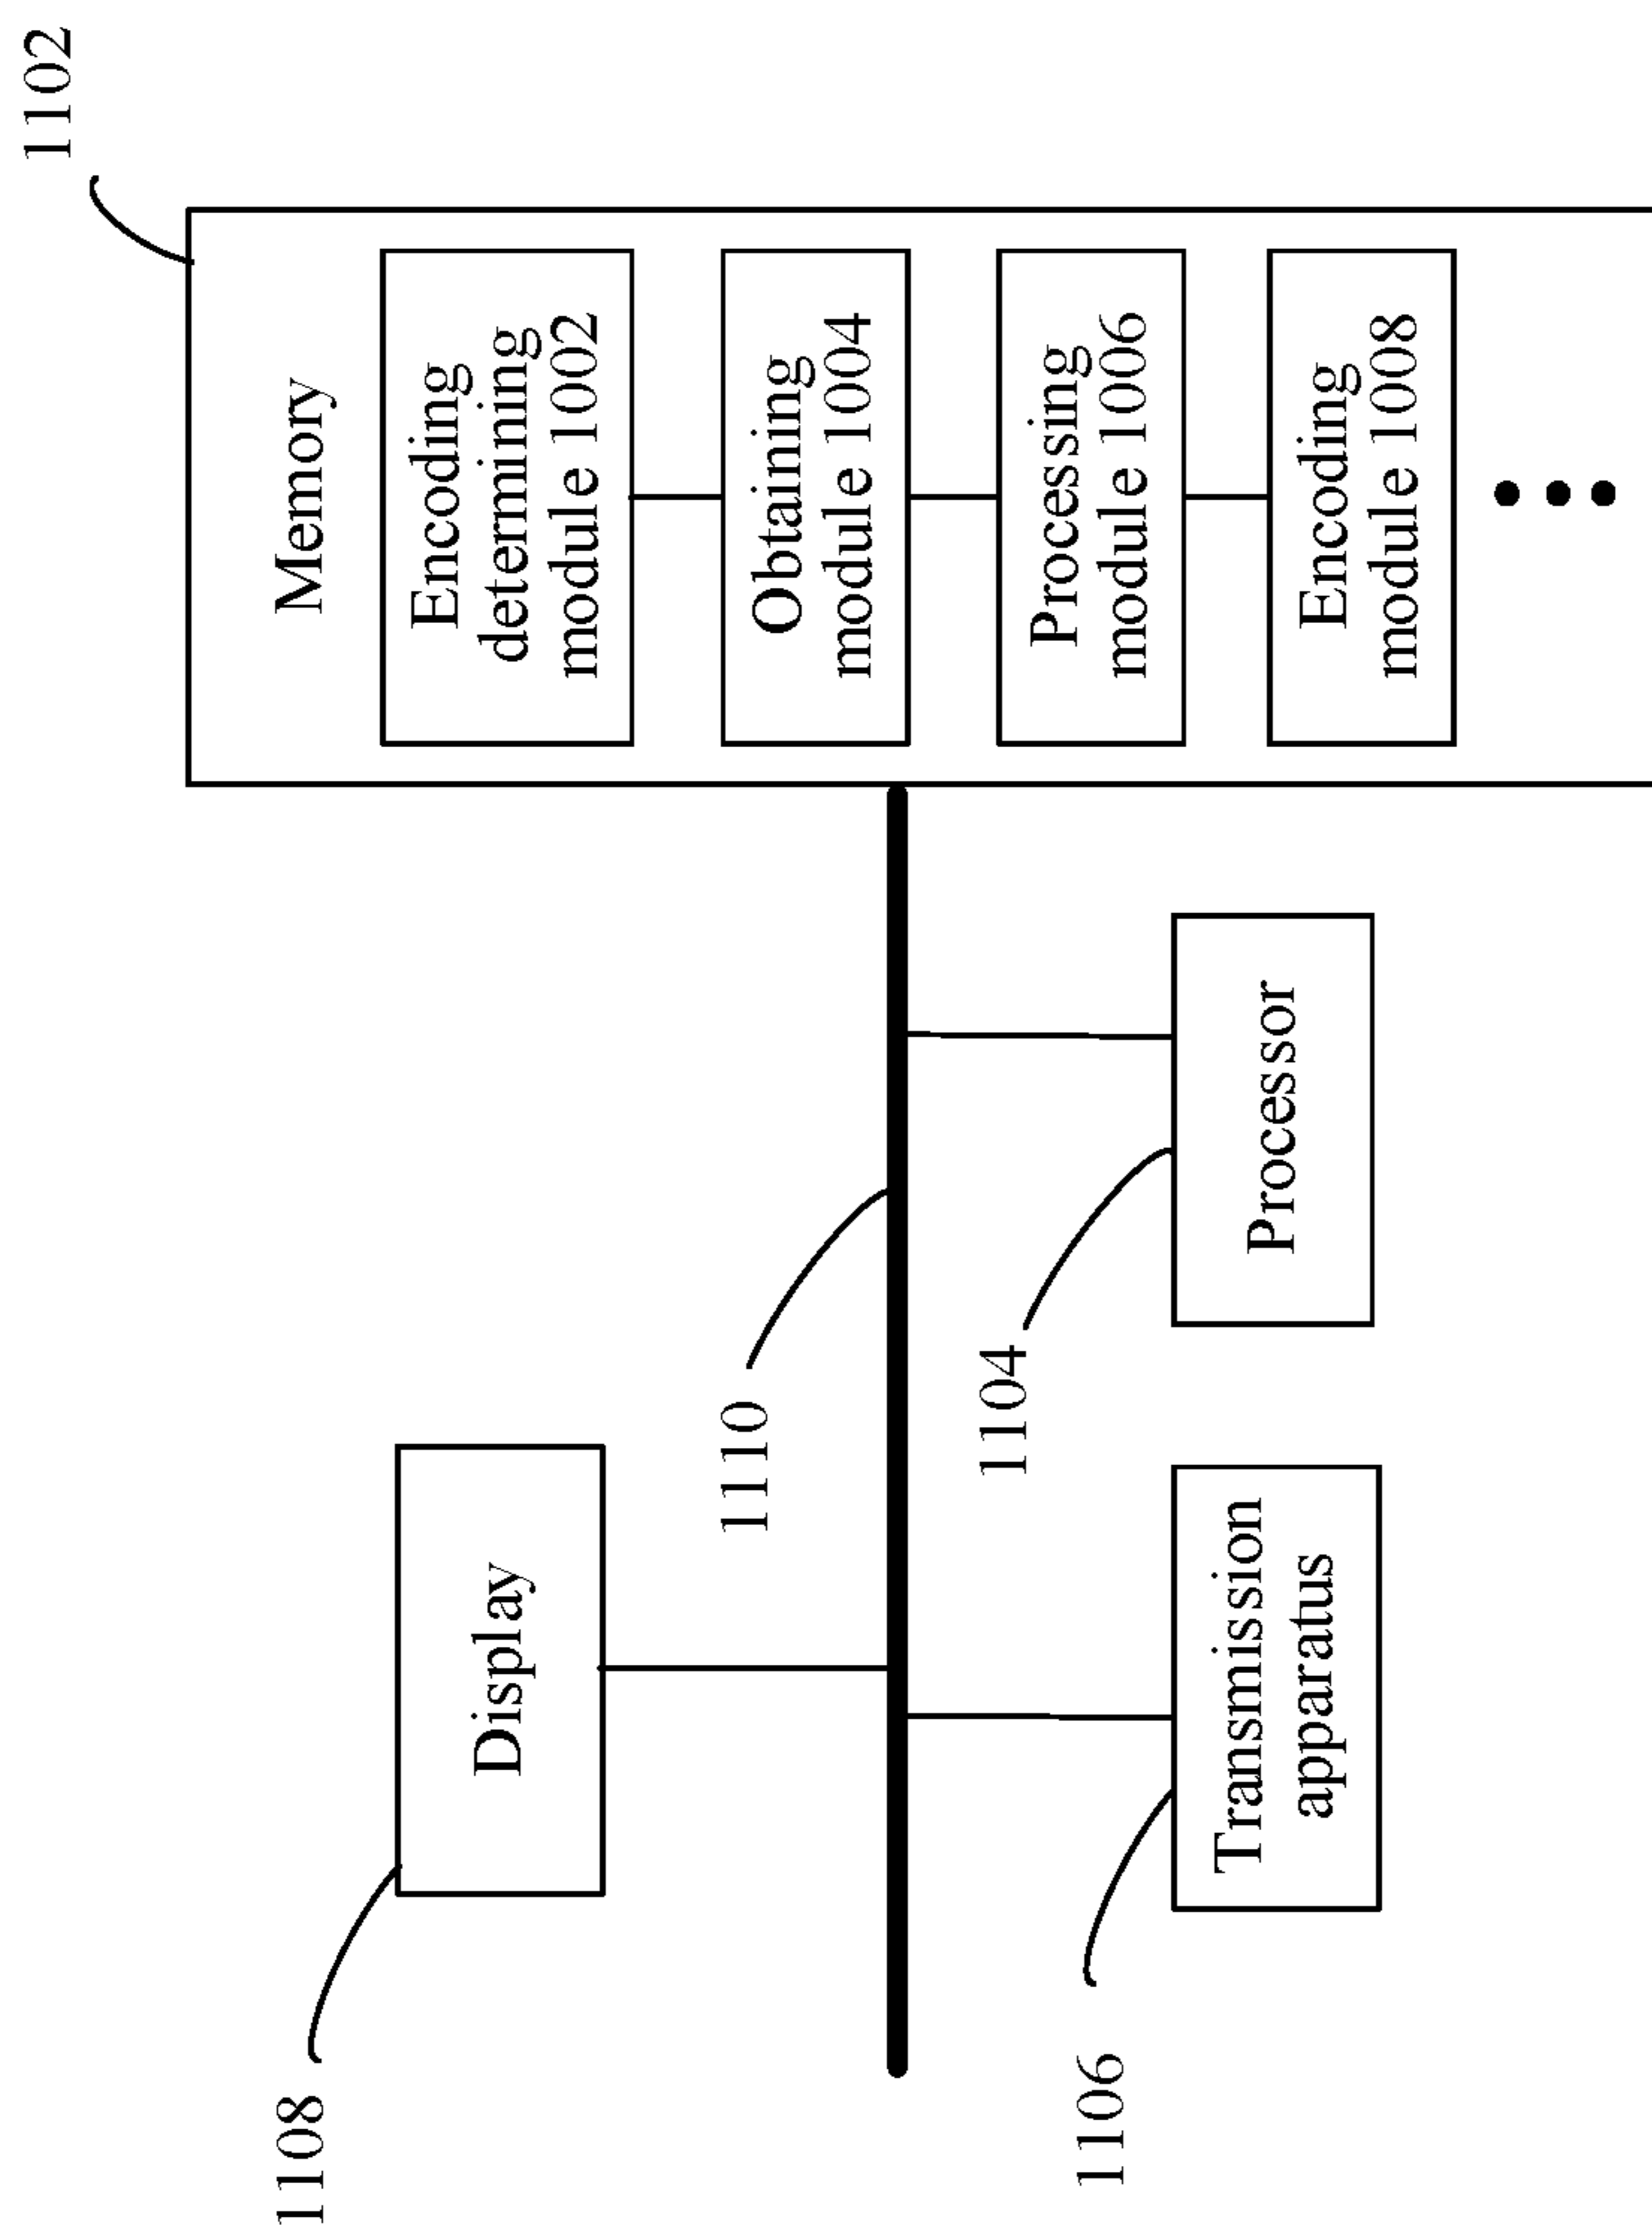 1108
Display
1110
1106
Transmission
apparatus
1104
Processor
1102
Memory
Encoding
determining
module 1002
Obtaining
module 1004
Processing
module 1006
Encoding
module 1008